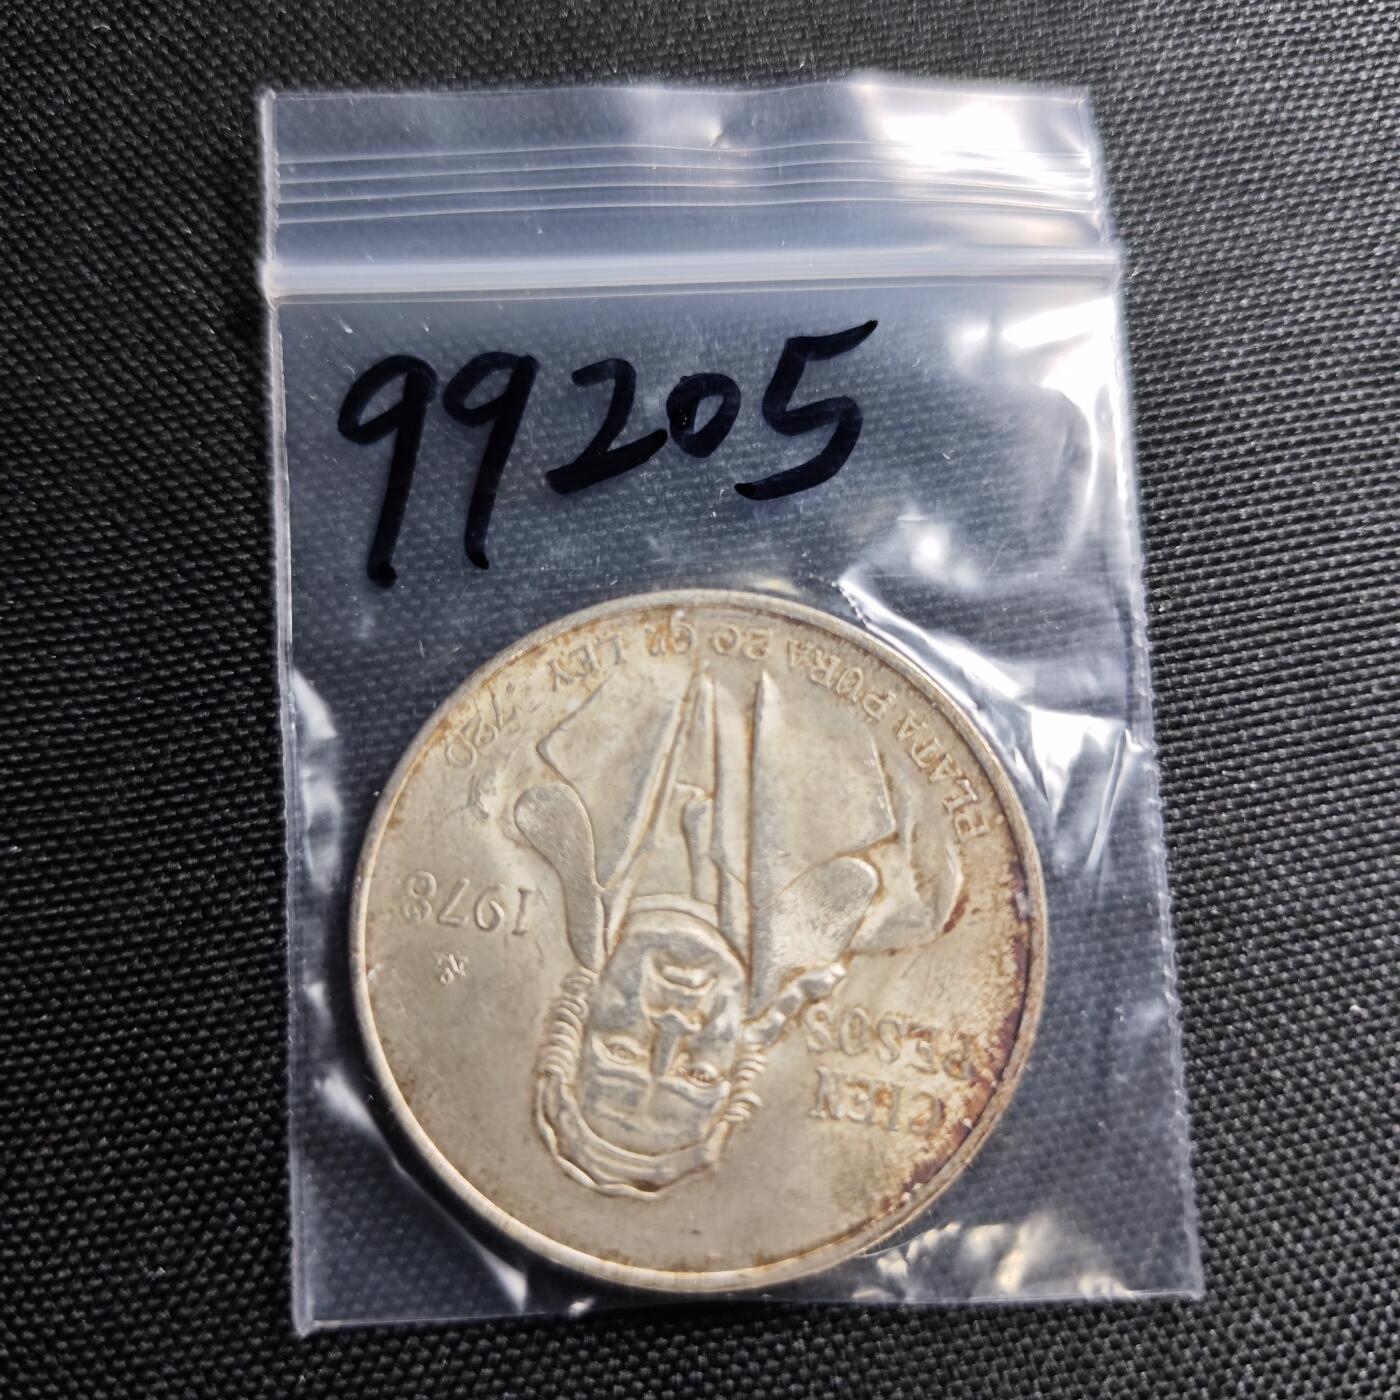 99205
CIEN
PESOS
1978
Mo
PLATA PURA 20 gr. LEY .720